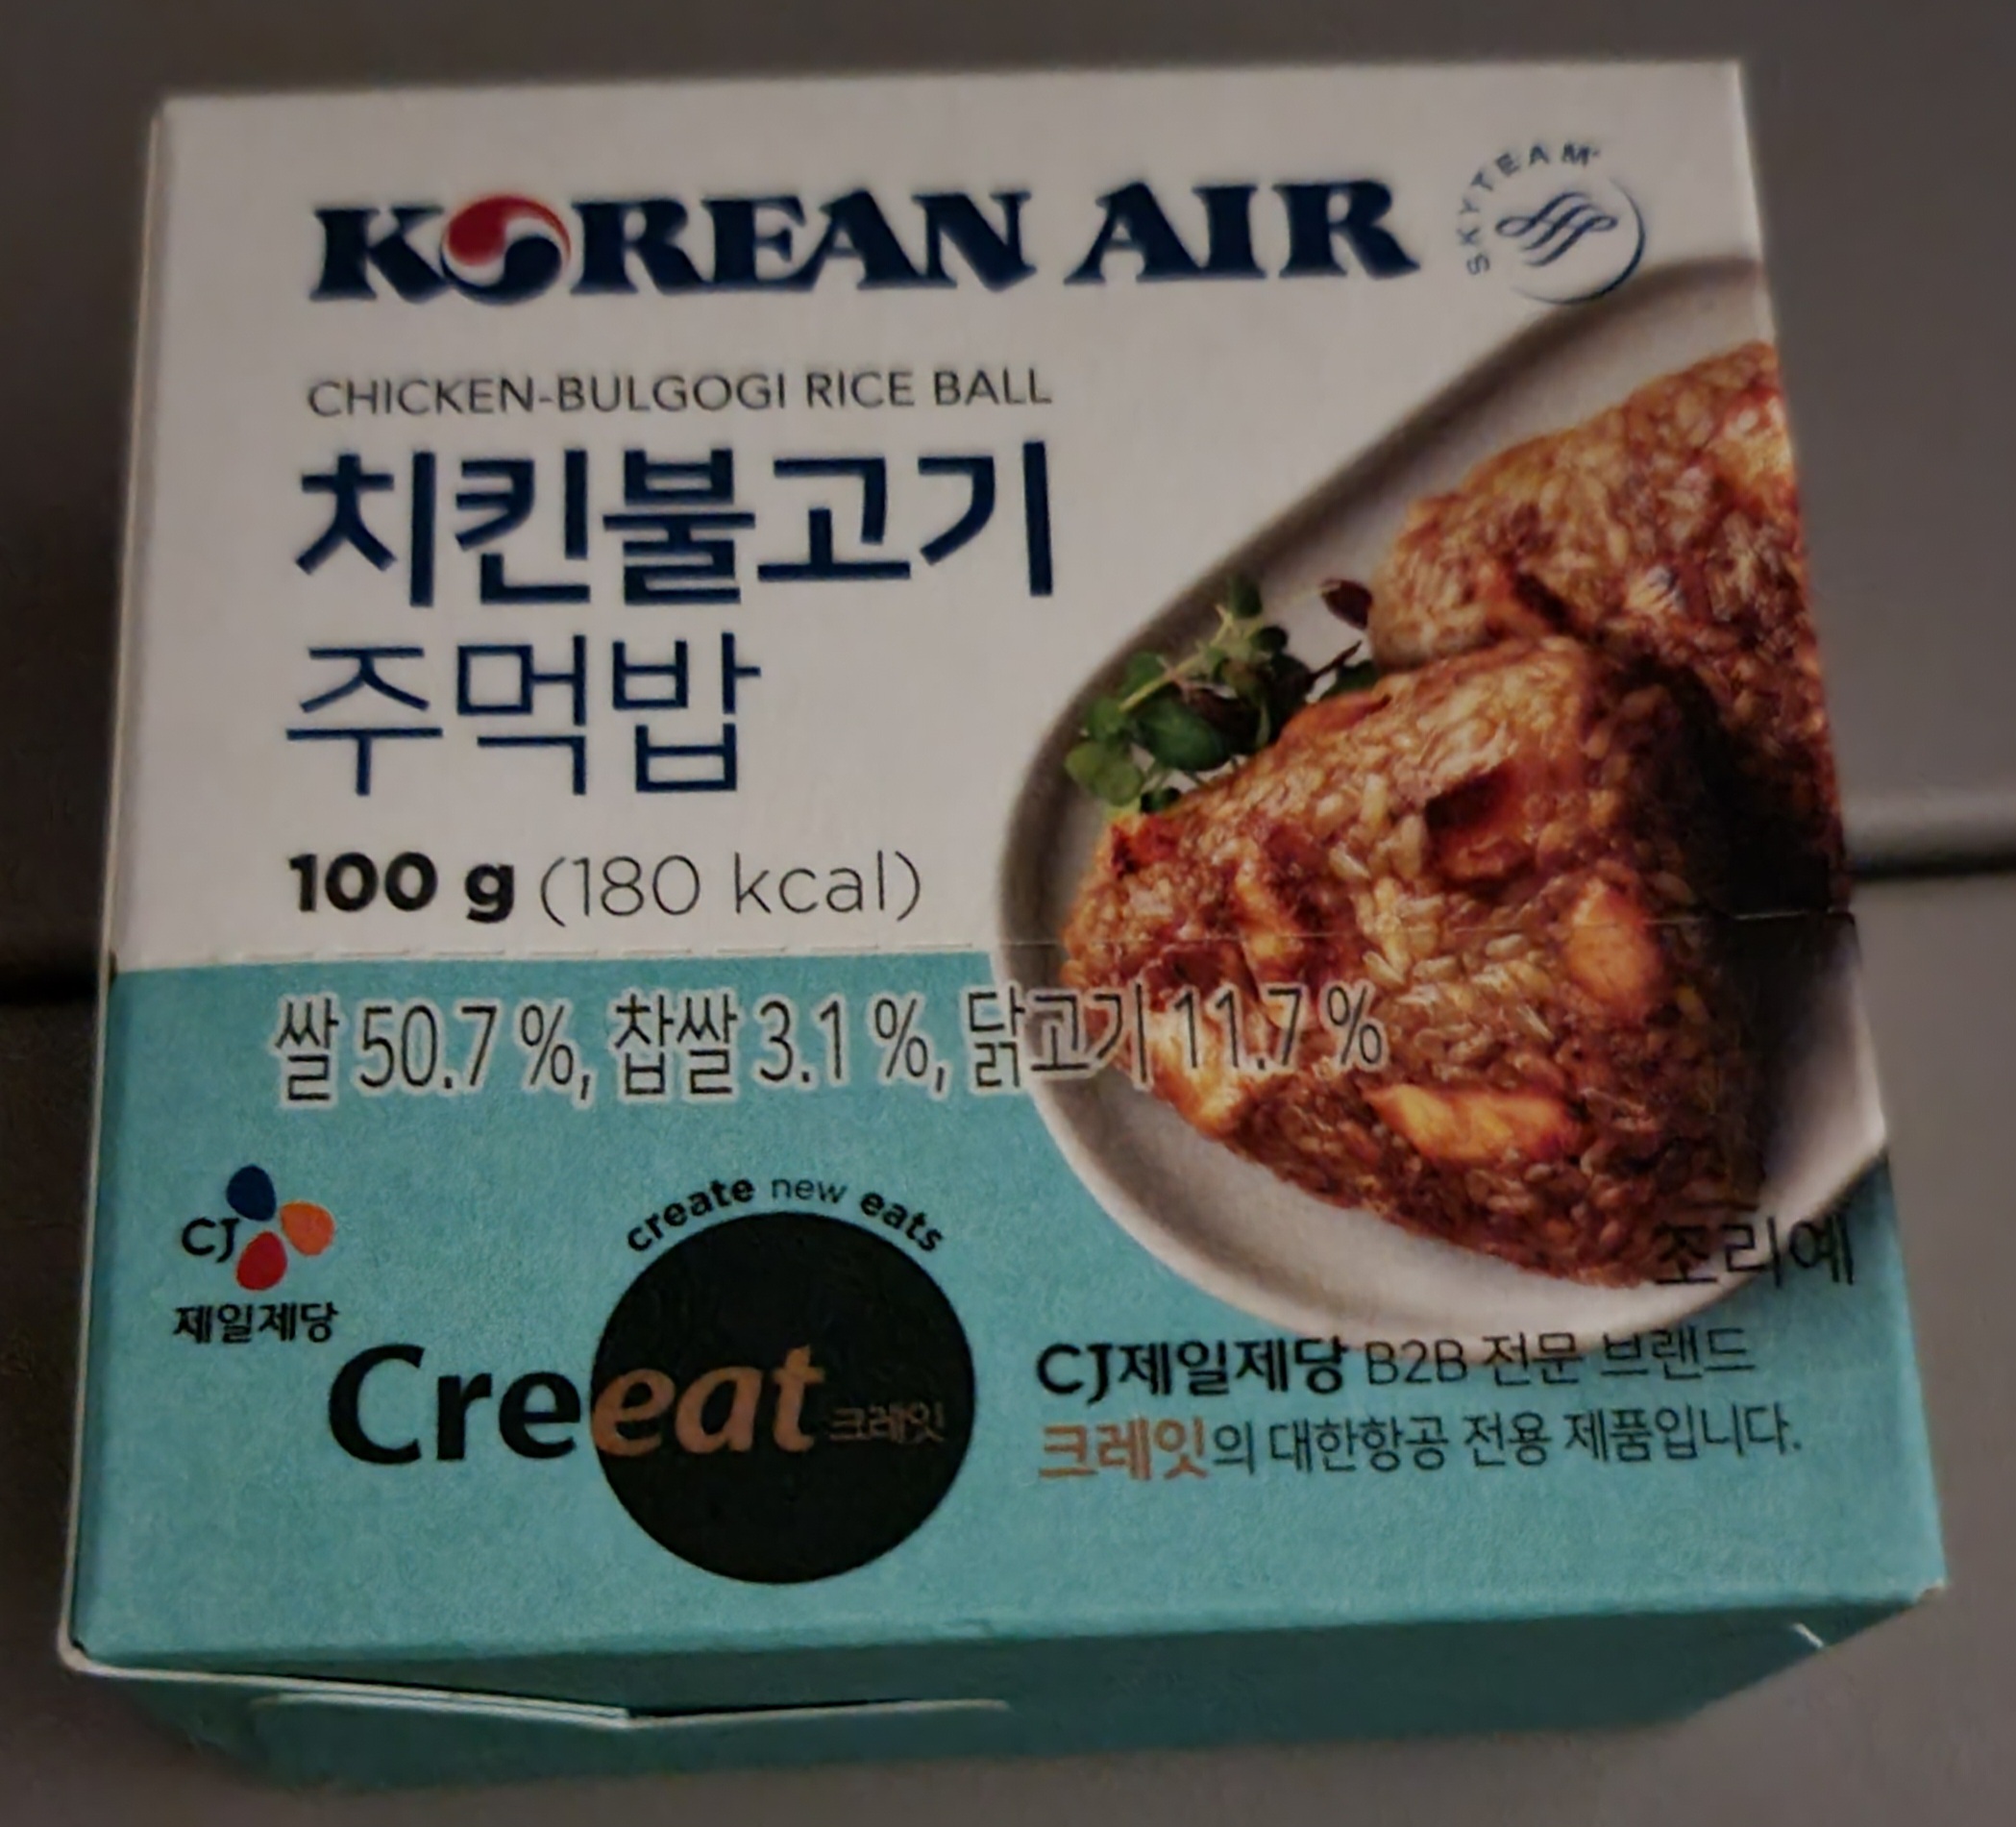 KOREAN AIR
SKYTEAM
CHICKEN-BULGOGI RICE BALL
치킨불고기
주먹밥
100 g (180 kcal)
쌀 50.7 %, 찹쌀 3.1 %, 닭고기 11.7 %
조리예
CJ
제일제당
create new eats
Creeat 크레잇
CJ제일제당 B2B 전문 브랜드
크레잇의 대한항공 전용 제품입니다.